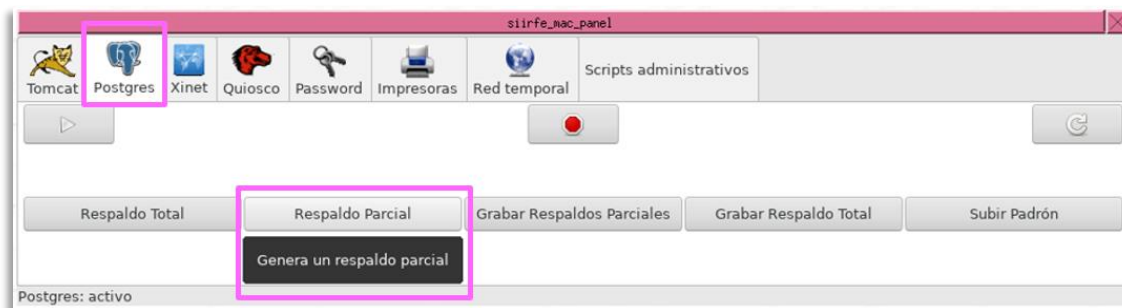 siirfe_mac_panel
Tomcat Postgres Xinet Quiosco Password Impresoras Red temporal Scripts administrativos
Respaldo Total Respaldo Parcial Grabar Respaldos Parciales Grabar Respaldo Total Subir Padrón
Genera un respaldo parcial
Postgres: activo